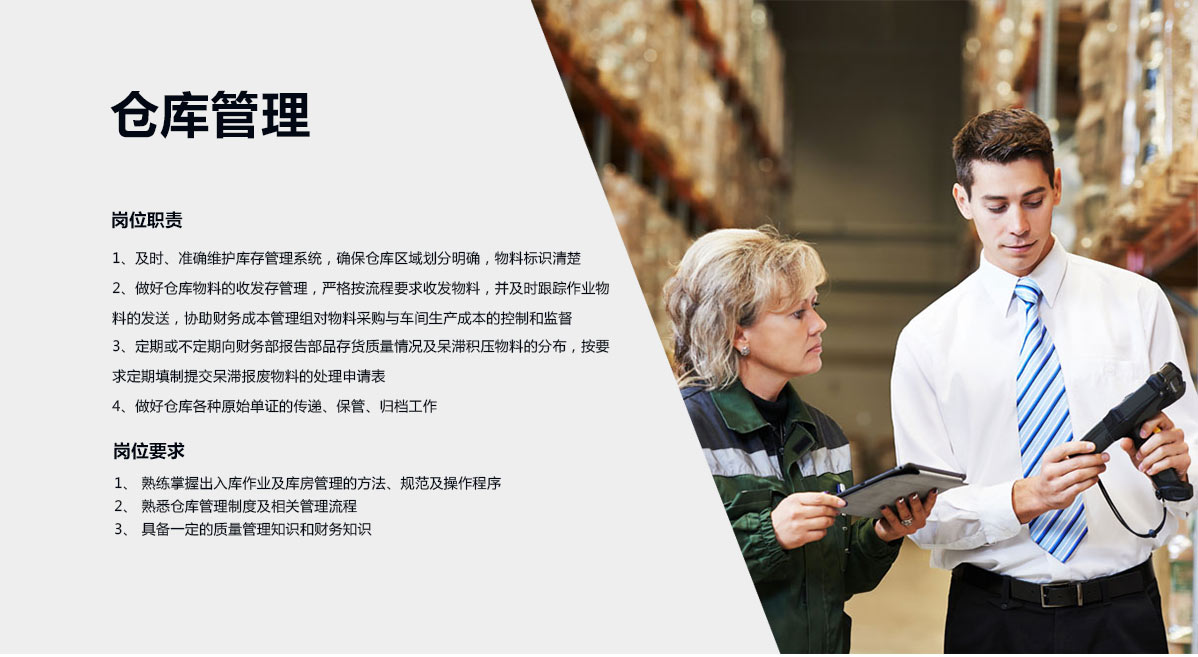 仓库管理
岗位职责
1、及时、准确维护库存管理系统，确保仓库区域划分明确，物料标识清楚
2、做好仓库物料的收发存管理，严格按流程要求收发物料，并及时跟踪作业物
料的发送，协助财务成本管理组对物料采购与车间生产成本的控制和监督
3、定期或不定期向财务部报告部品存货质量情况及呆滞积压物料的分布，按要
求定期填制提交呆滞报废物料的处理申请表
4、做好仓库各种原始单证的传递、保管、归档工作
岗位要求
1、 熟练掌握出入库作业及库房管理的方法、规范及操作程序
2、 熟悉仓库管理制度及相关管理流程
3、 具备一定的质量管理知识和财务知识